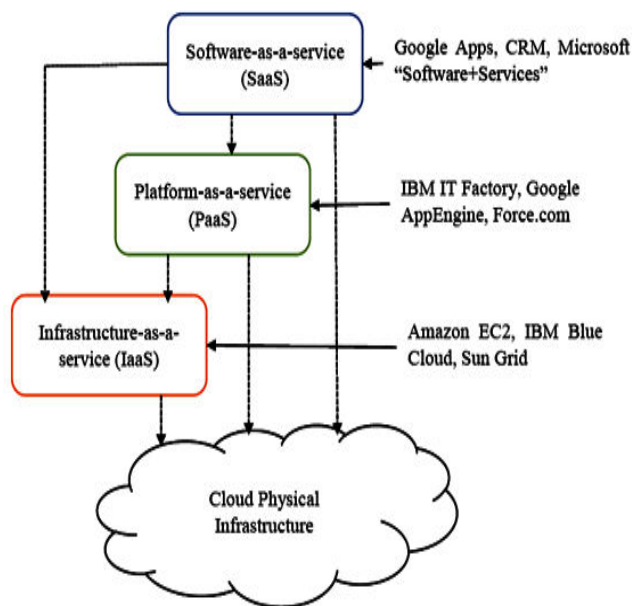 Software-as-a-service
(SaaS)
Google Apps, CRM, Microsoft
“Software+Services”
Platform-as-a-service
(PaaS)
IBM IT Factory, Google
AppEngine, Force.com
Infrastructure-as-a-
service (IaaS)
Amazon EC2, IBM Blue
Cloud, Sun Grid
Cloud Physical
Infrastructure